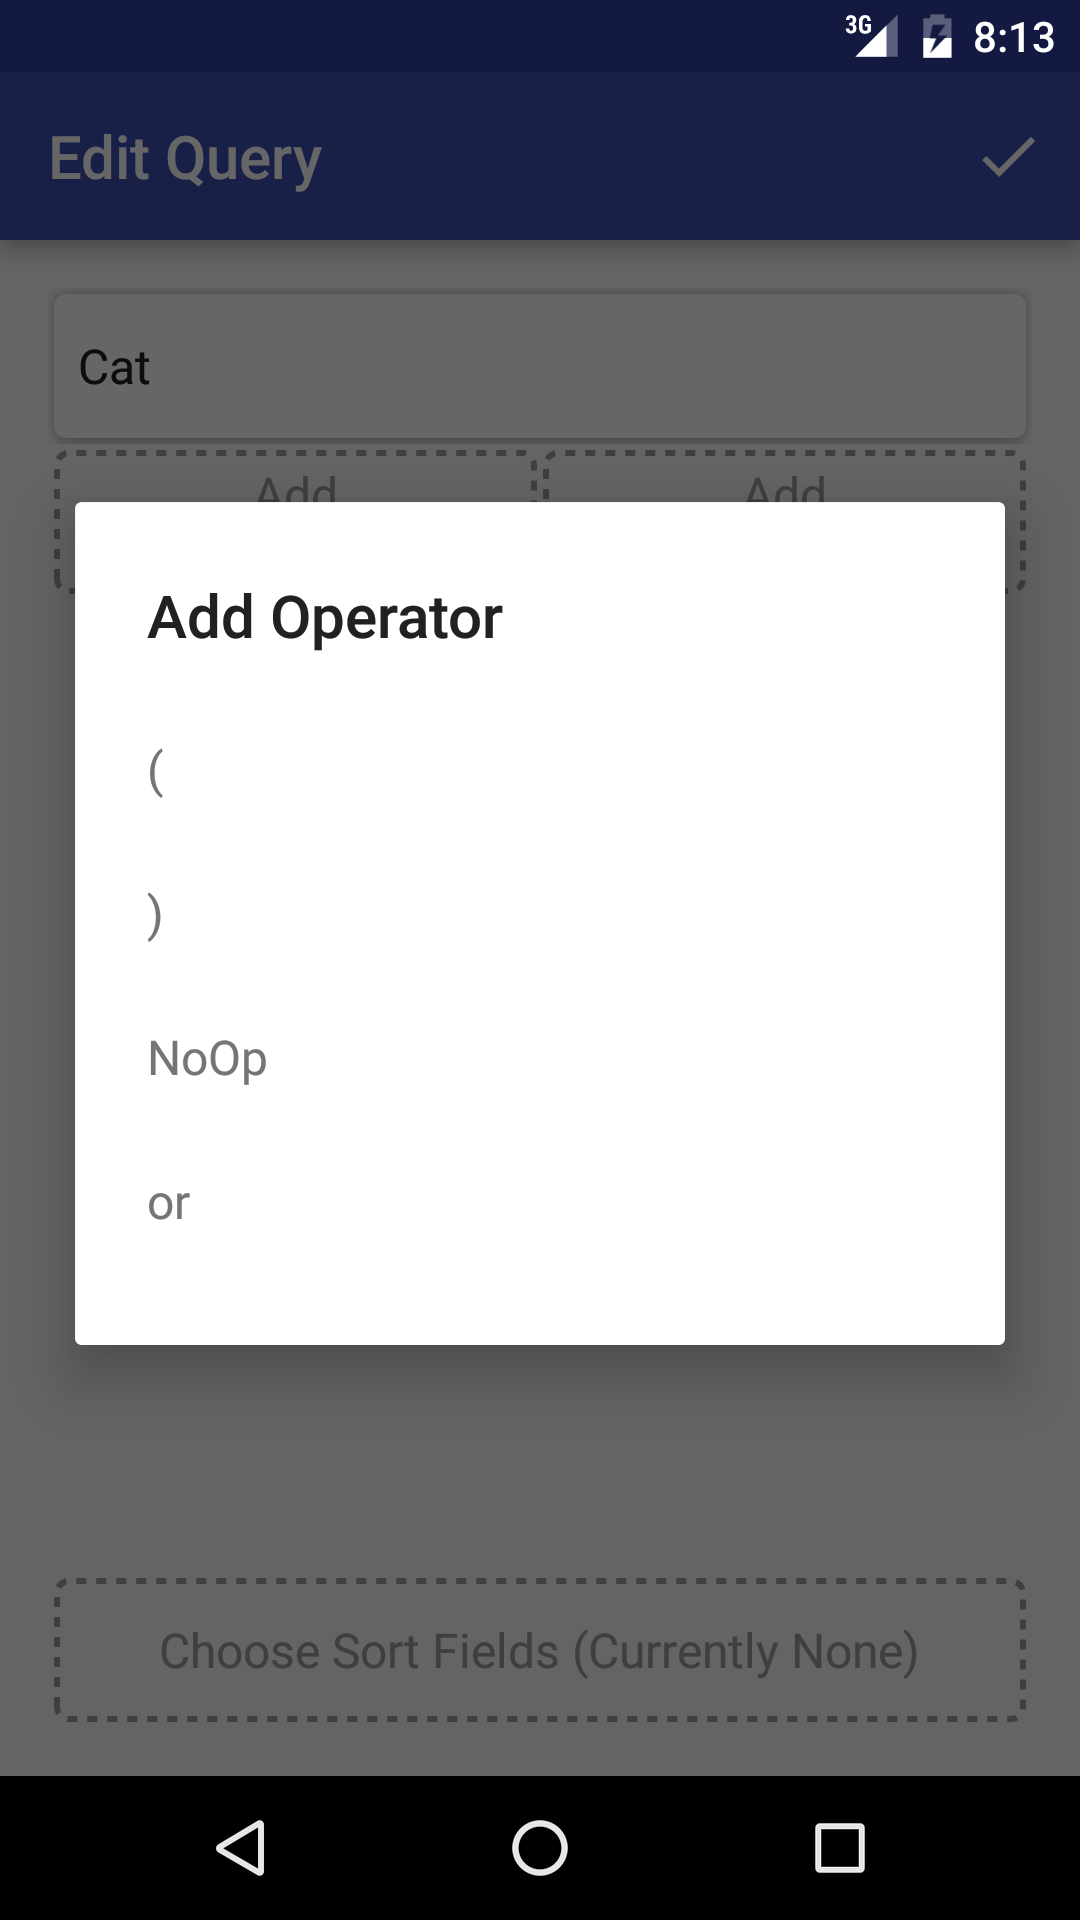 3G 8:13
Edit Query
Cat
Add Add
Add Operator
(
)
NoOp
or
Choose Sort Fields (Currently None)